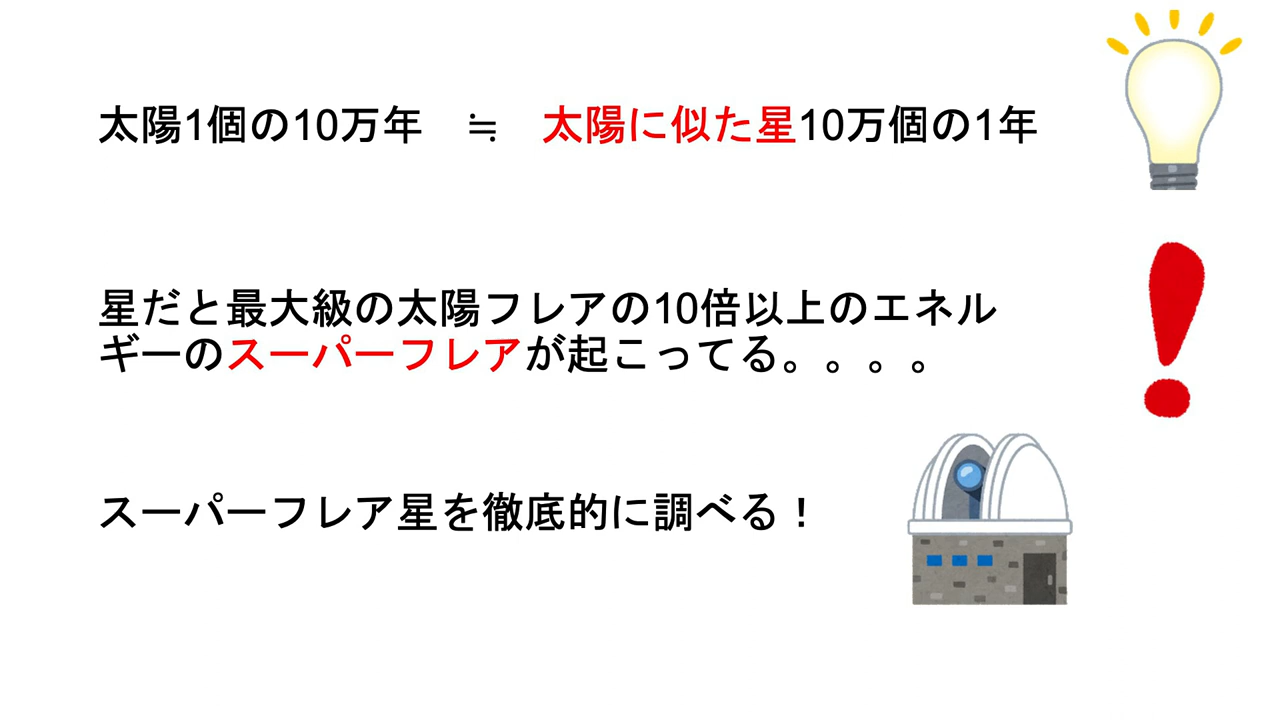 太陽1個の10万年　≒　太陽に似た星10万個の1年
星だと最大級の太陽フレアの10倍以上のエネル
ギーのスーパーフレアが起こってる。。。。
スーパーフレア星を徹底的に調べる！